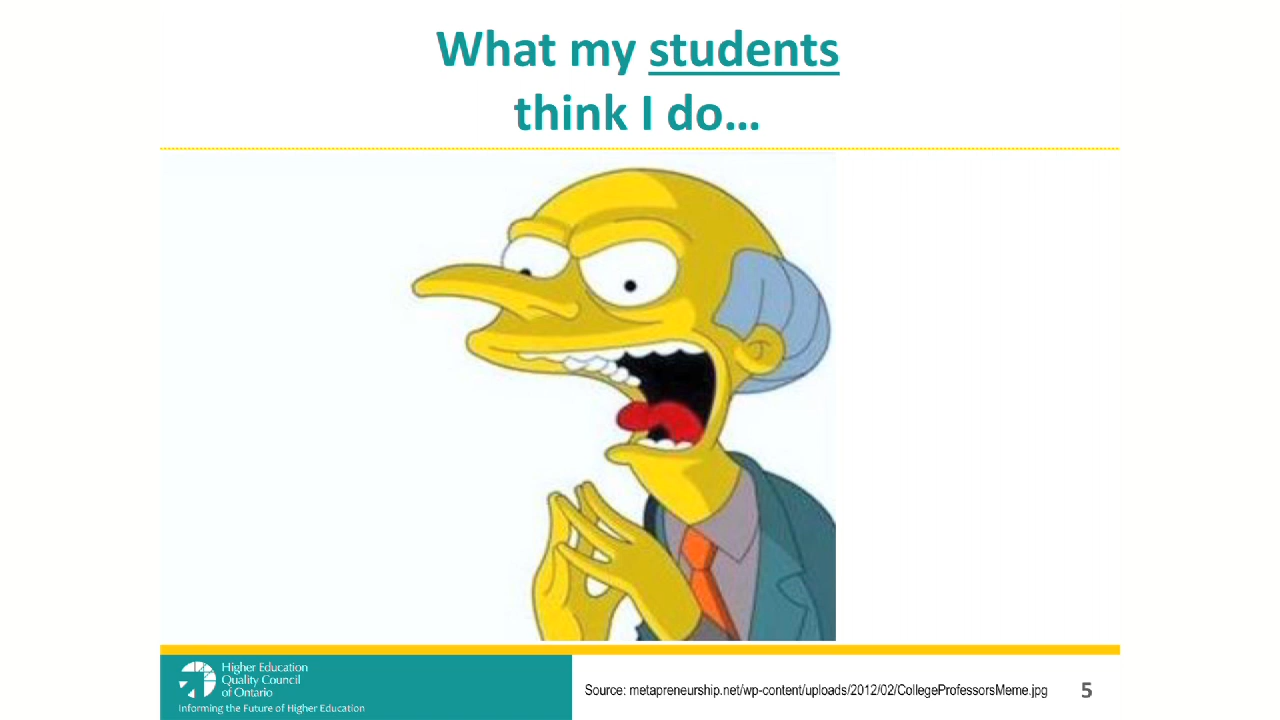 What my students
think I do…
Higher Education
Quality Council
of Ontario
Informing the Future of Higher Education
Source: metapreneurship.net/wp-content/uploads/2012/02/CollegeProfessorsMeme.jpg
5